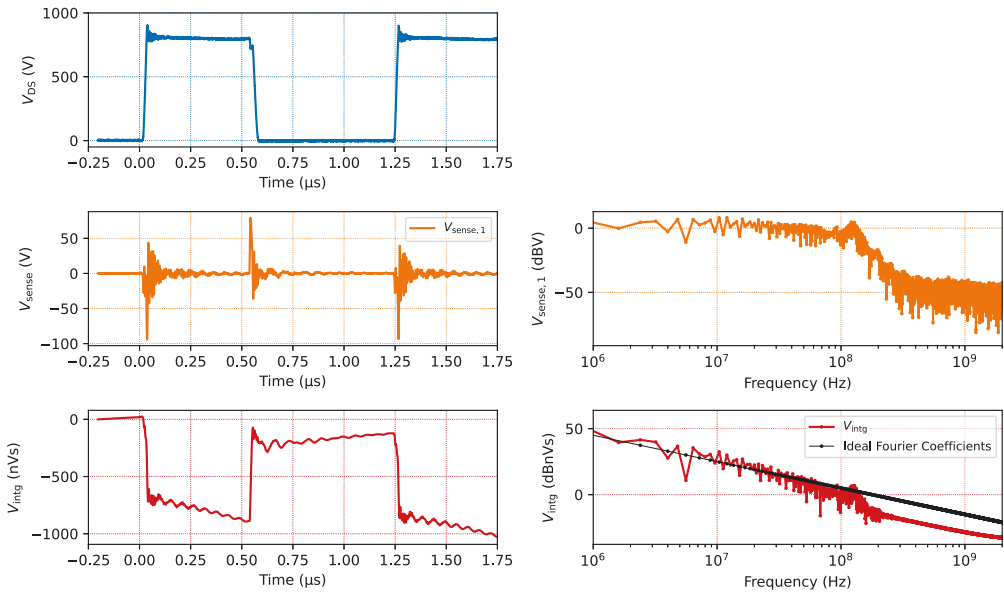 1000
500
0
V_DS (V)
−0.25 0.00 0.25 0.50 0.75 1.00 1.25 1.50 1.75
Time (μs)
50
0
−50
−100
V_sense (V)
V_sense, 1
−0.25 0.00 0.25 0.50 0.75 1.00 1.25 1.50 1.75
Time (μs)
0
−50
V_sense, 1 (dBV)
10^6 10^7 10^8 10^9
Frequency (Hz)
0
−500
−1000
V_intg (nVs)
−0.25 0.00 0.25 0.50 0.75 1.00 1.25 1.50 1.75
Time (μs)
50
0
V_intg (dBnVs)
V_intg
Ideal Fourier Coefficients
10^6 10^7 10^8 10^9
Frequency (Hz)